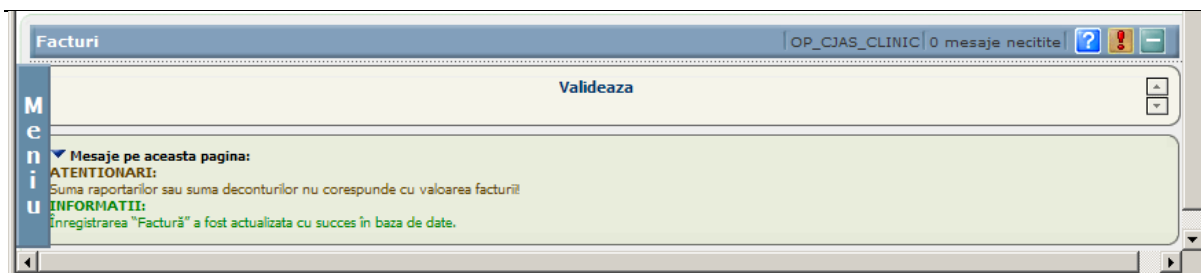 Facturi
OP_CJAS_CLINIC 0 mesaje necitite
Meniu
Valideaza
Mesaje pe aceasta pagina:
ATENTIONARI:
Suma raportarilor sau suma deconturilor nu corespunde cu valoarea facturii!
INFORMATII:
Înregistrarea "Factură" a fost actualizata cu succes în baza de date.